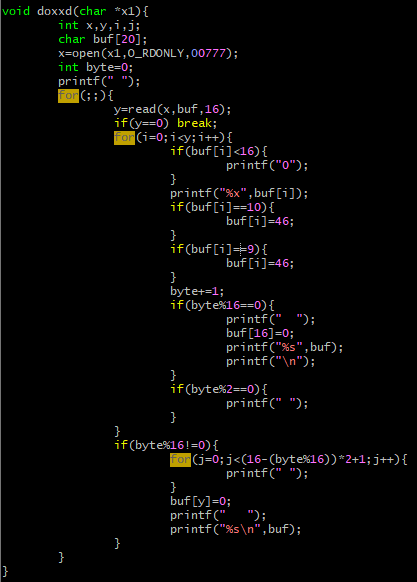 void doxxd(char *x1){
        int x,y,i,j;
        char buf[20];
        x=open(x1,O_RDONLY,00777);
        int byte=0;
        printf(" ");
        for(;;){
                y=read(x,buf,16);
                if(y==0) break;
                for(i=0;i<y;i++){
                        if(buf[i]<16){
                                printf("0");
                        }
                        printf("%x",buf[i]);
                        if(buf[i]==10){
                                buf[i]=46;
                        }
                        if(buf[i]==9){
                                buf[i]=46;
                        }
                        byte+=1;
                        if(byte%16==0){
                                printf("  ");
                                buf[16]=0;
                                printf("%s",buf);
                                printf("\n");
                        }
                        if(byte%2==0){
                                printf(" ");
                        }
                }
                if(byte%16!=0){
                        for(j=0;j<(16-(byte%16))*2+1;j++){
                                printf(" ");
                        }
                        buf[y]=0;
                        printf("   ");
                        printf("%s\n",buf);
                }
        }
}